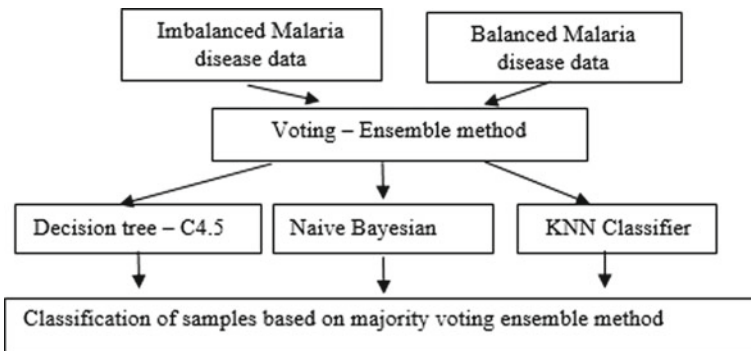 Imbalanced Malaria
disease data
Balanced Malaria
disease data
Voting – Ensemble method
Decision tree – C4.5
Naive Bayesian
KNN Classifier
Classification of samples based on majority voting ensemble method